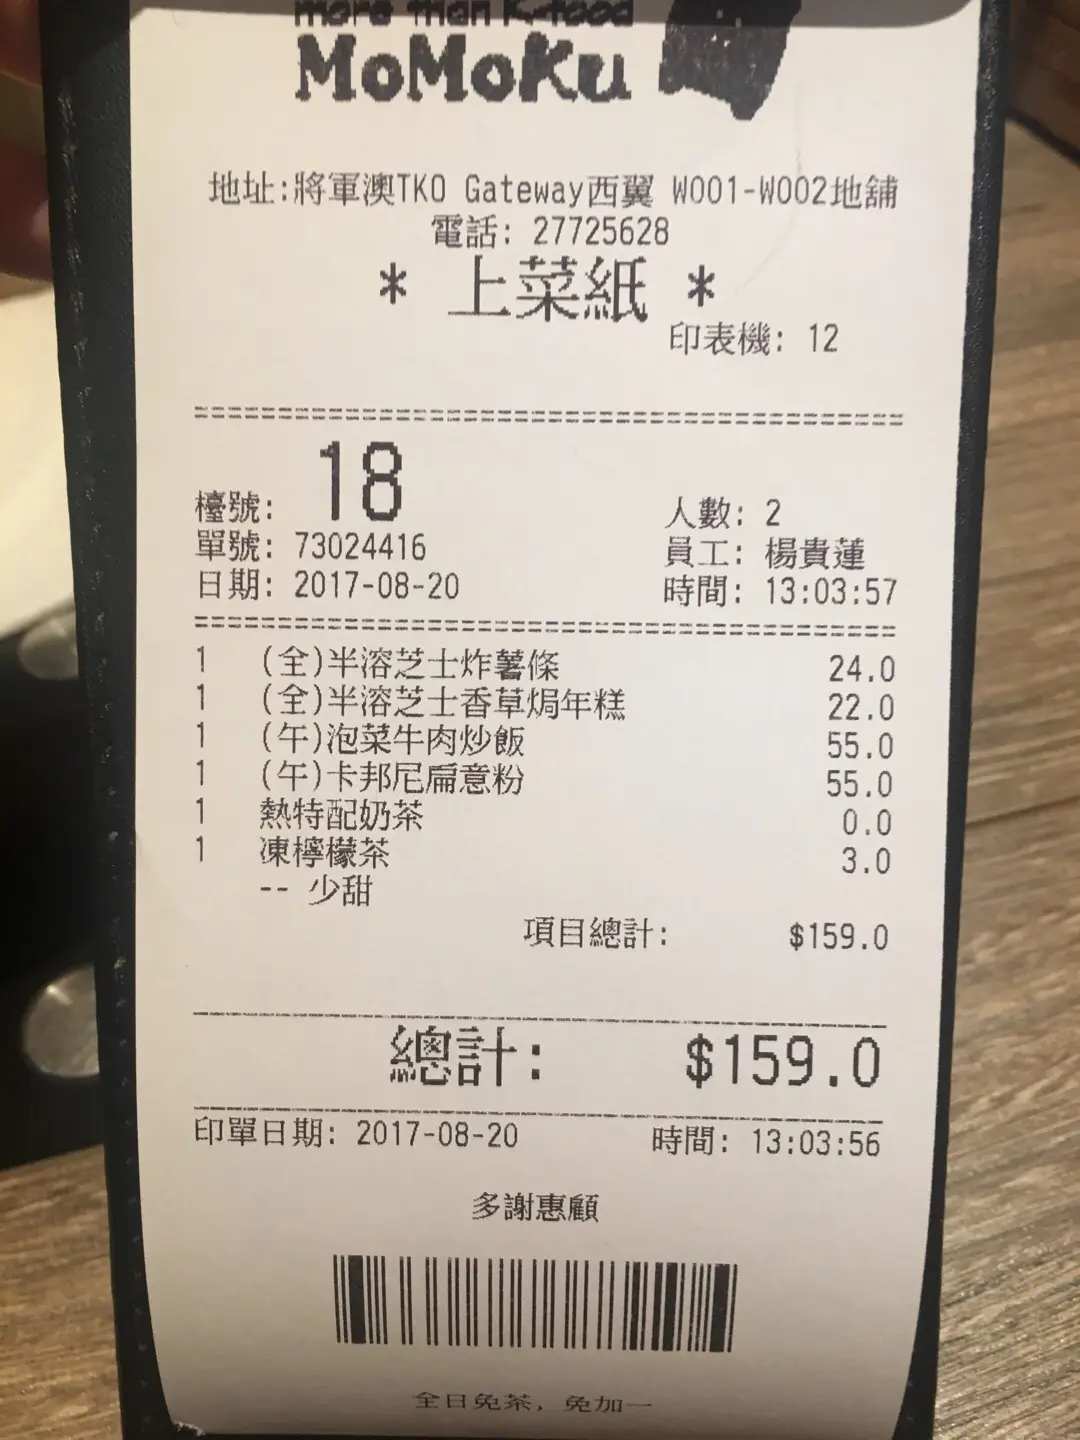 more than K-food
MoMoKu
地址:將軍澳TKO Gateway西翼 W001-W002地舖
電話: 27725628
* 上菜紙 *
印表機: 12
檯號: 18 人數: 2
單號: 73024416 員工: 楊貴蓮
日期: 2017-08-20 時間: 13:03:57
1 (全)半溶芝士炸薯條 24.0
1 (全)半溶芝士香草焗年糕 22.0
1 (午)泡菜牛肉炒飯 55.0
1 (午)卡邦尼扁意粉 55.0
1 熱特配奶茶 0.0
1 凍檸檬茶 3.0
-- 少甜
項目總計: $159.0
總計: $159.0
印單日期: 2017-08-20 時間: 13:03:56
多謝惠顧
全日免茶, 免加一